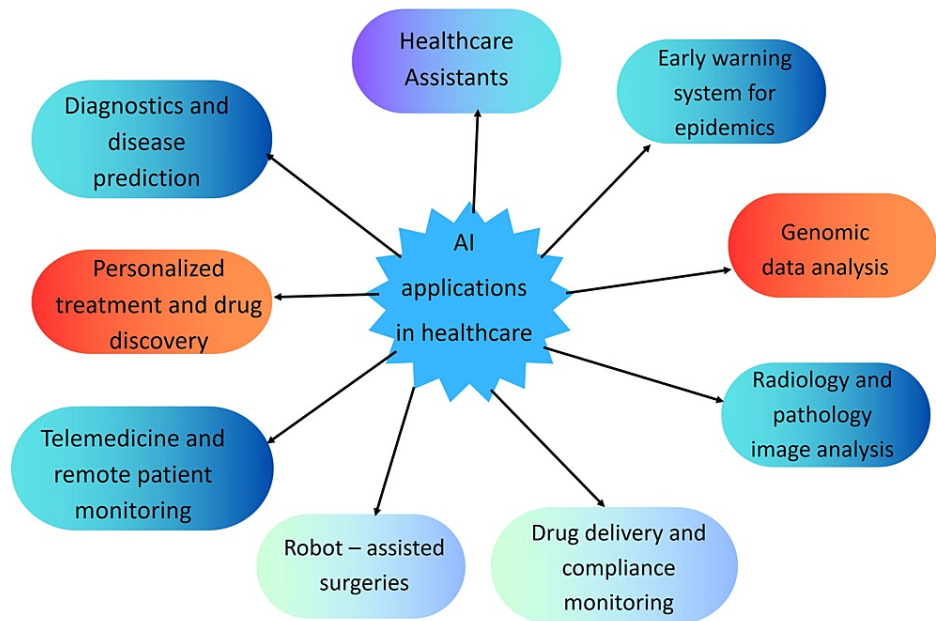 Healthcare
Assistants
Early warning
system for
epidemics
Diagnostics and
disease
prediction
Genomic
data analysis
AI
applications
in healthcare
Personalized
treatment and drug
discovery
Radiology and
pathology
image analysis
Telemedicine and
remote patient
monitoring
Robot – assisted
surgeries
Drug delivery and
compliance
monitoring